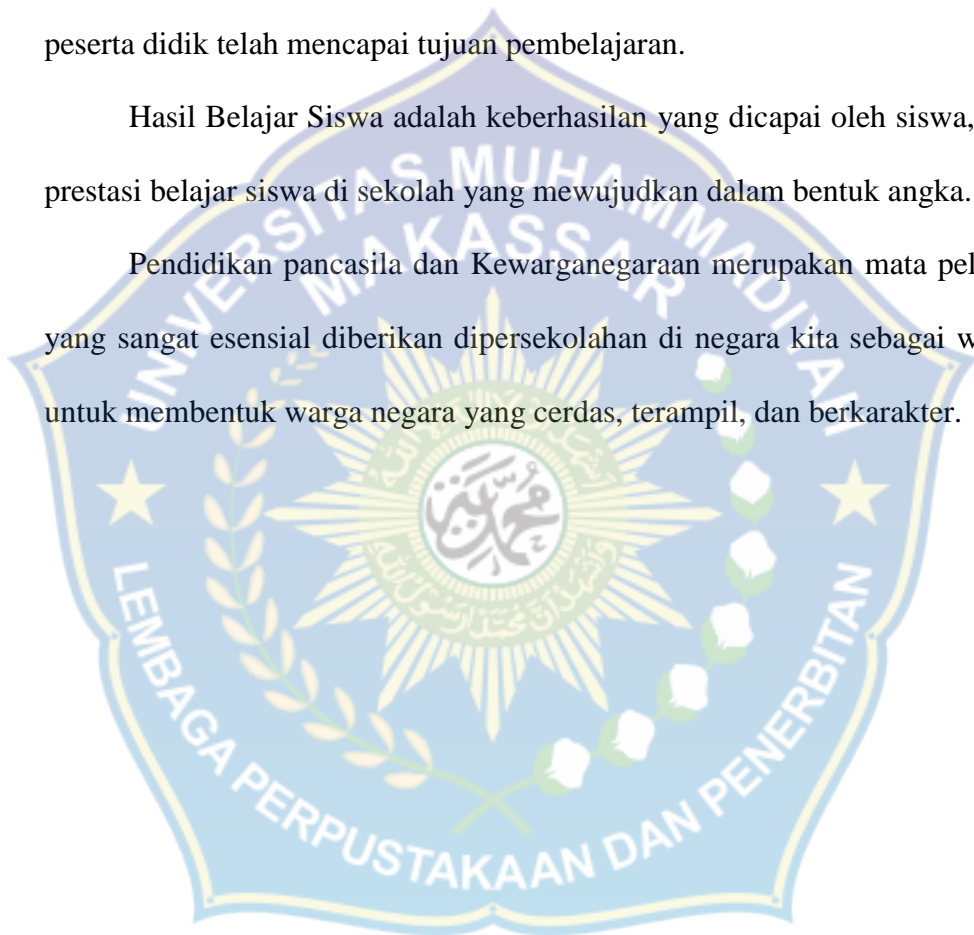 peserta didik telah mencapai tujuan pembelajaran.
Hasil Belajar Siswa adalah keberhasilan yang dicapai oleh siswa,
prestasi belajar siswa di sekolah yang mewujudkan dalam bentuk angka.
Pendidikan pancasila dan Kewarganegaraan merupakan mata pel
yang sangat esensial diberikan dipersekolahan di negara kita sebagai w
untuk membentuk warga negara yang cerdas, terampil, dan berkarakter.
UNIVERSITAS MUHAMMADIYAH
MAKASSAR
LEMBAGA PERPUSTAKAAN DAN PENERBITAN